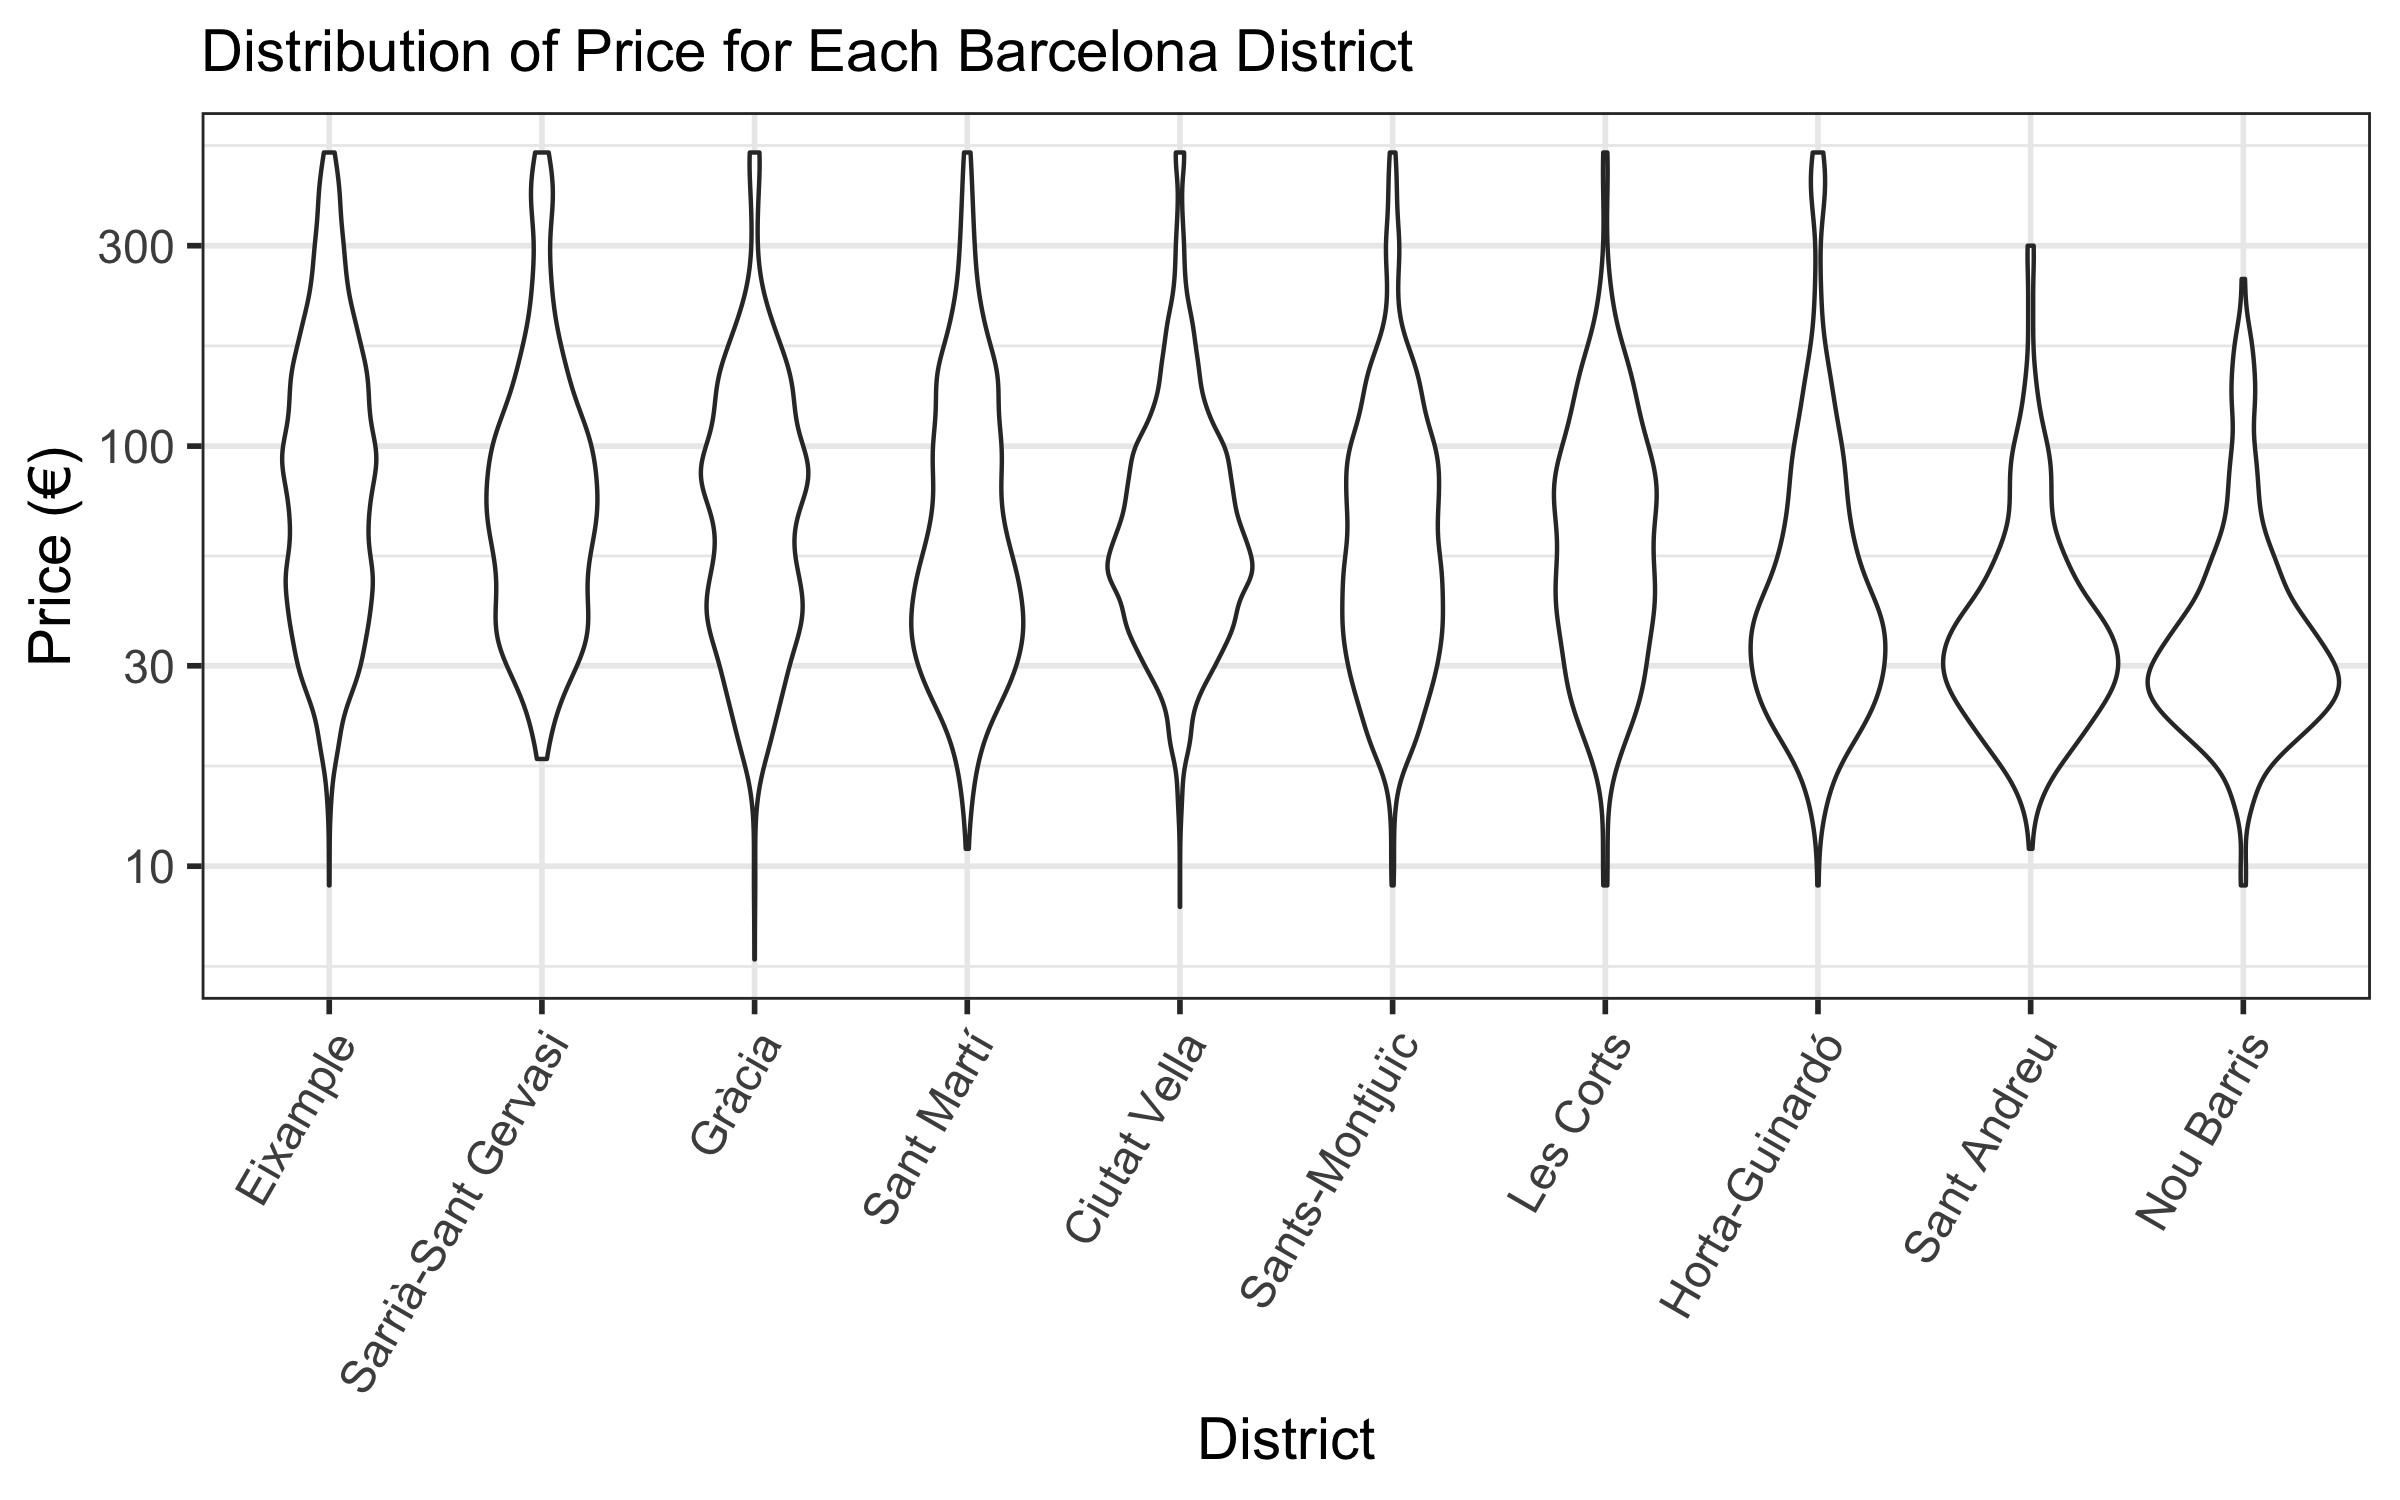 Distribution of Price for Each Barcelona District
Price (€)
300
100
30
10
Eixample
Sarrià-Sant Gervasi
Gràcia
Sant Martí
Ciutat Vella
Sants-Montjuïc
Les Corts
Horta-Guinardó
Sant Andreu
Nou Barris
District